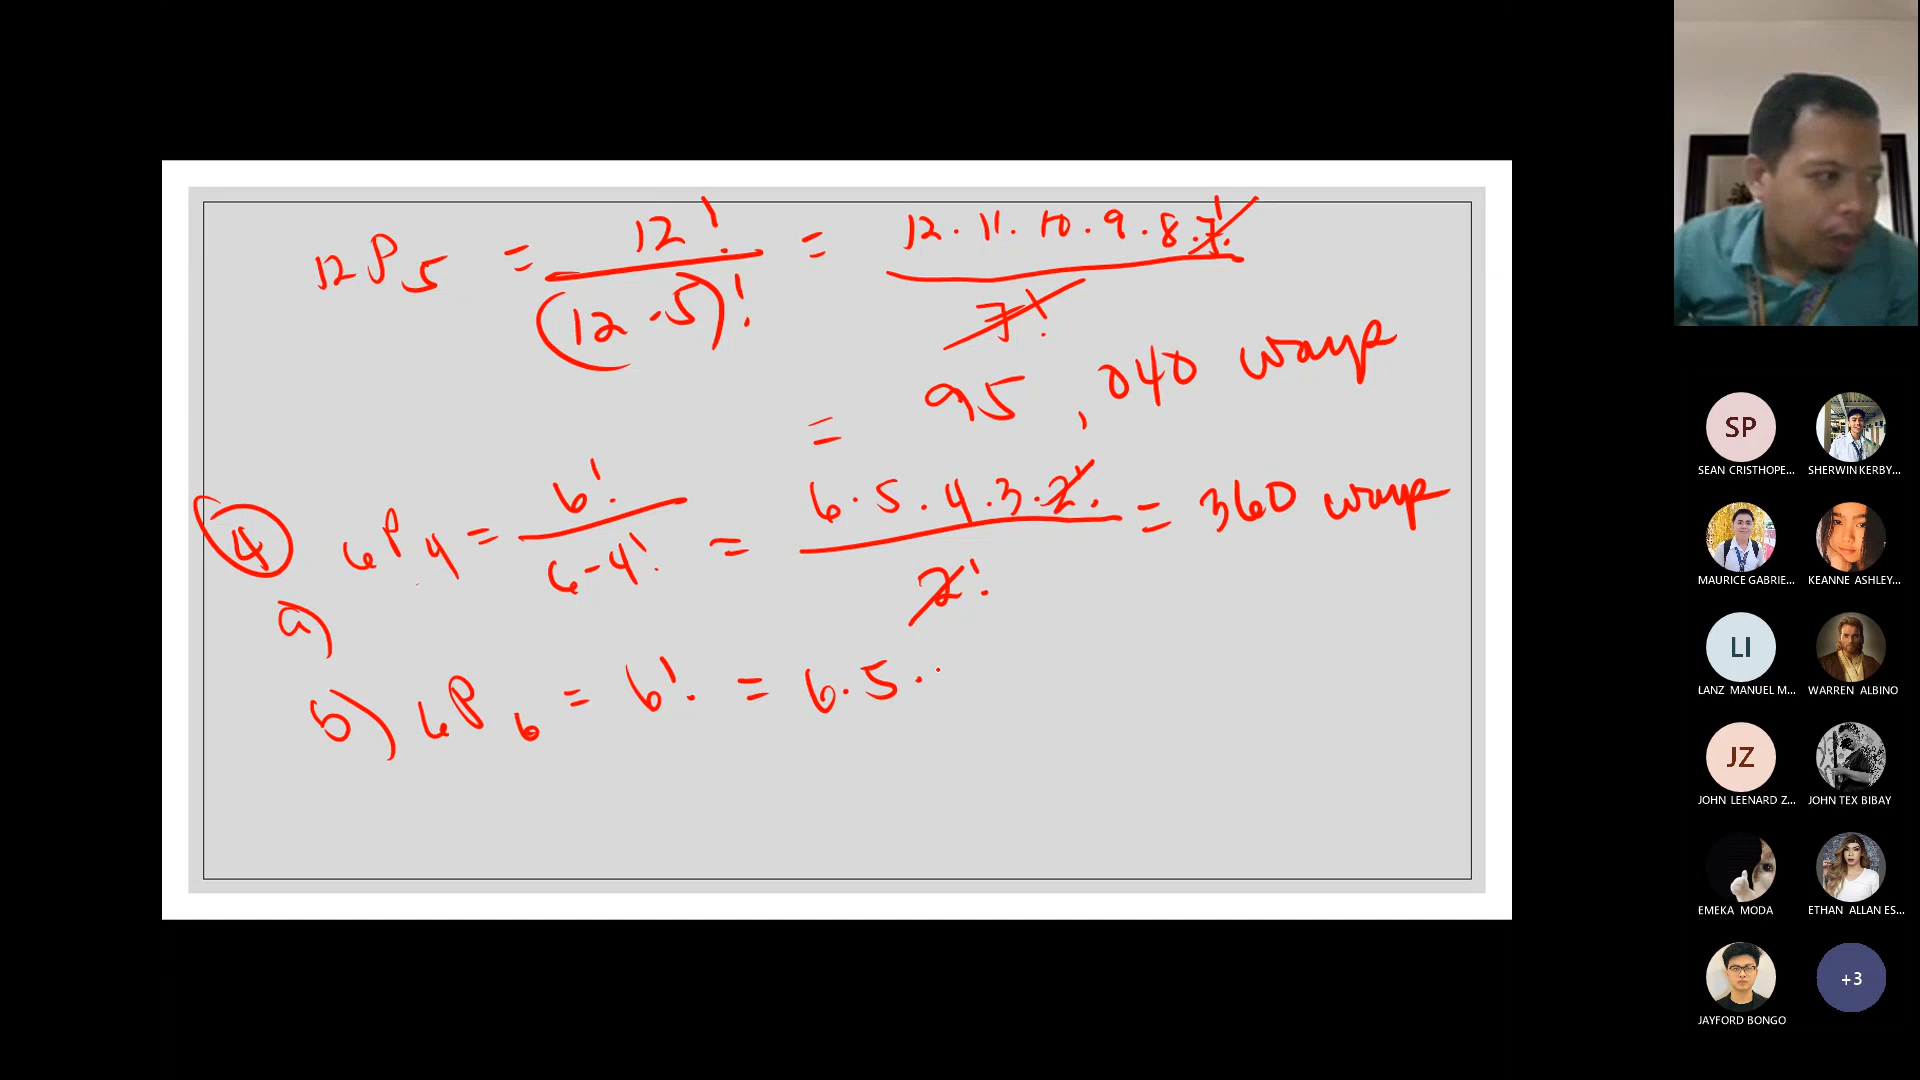 12P5 = 12! / (12-5)! = 12·11·10·9·8·7! / 7!
= 95,040 ways
④ 6P4 = 6! / 6-4! = 6·5·4·3·2! / 2! = 360 ways
a)
b) 6P6 = 6! = 6·5·
SP
SEAN CRISTHOPE...
SHERWIN KERBY...
MAURICE GABRIE...
KEANNE ASHLEY...
LI
LANZ MANUEL M...
WARREN ALBINO
JZ
JOHN LEENARD Z...
JOHN TEX BIBAY
EMEKA MODA
ETHAN ALLAN ES...
JAYFORD BONGO
+3